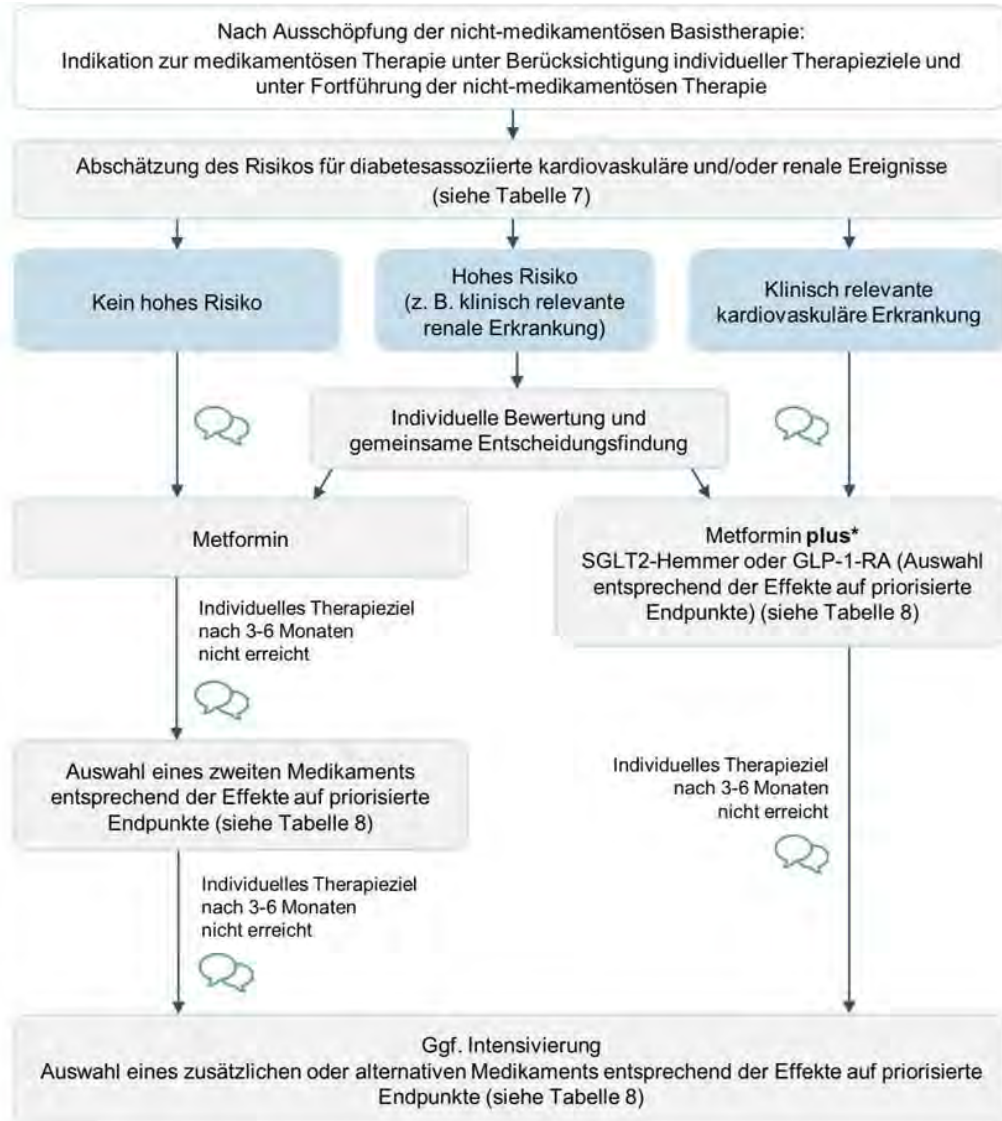 Nach Ausschöpfung der nicht-medikamentösen Basistherapie:
Indikation zur medikamentösen Therapie unter Berücksichtigung individueller Therapieziele und
unter Fortführung der nicht-medikamentösen Therapie
Abschätzung des Risikos für diabetesassoziierte kardiovaskuläre und/oder renale Ereignisse
(siehe Tabelle 7)
Kein hohes Risiko
Hohes Risiko
(z. B. klinisch relevante
renale Erkrankung)
Klinisch relevante
kardiovaskuläre Erkrankung
Individuelle Bewertung und
gemeinsame Entscheidungsfindung
Metformin
Metformin plus*
SGLT2-Hemmer oder GLP-1-RA (Auswahl
entsprechend der Effekte auf priorisierte
Endpunkte) (siehe Tabelle 8)
Individuelles Therapieziel
nach 3-6 Monaten
nicht erreicht
Auswahl eines zweiten Medikaments
entsprechend der Effekte auf priorisierte
Endpunkte (siehe Tabelle 8)
Individuelles Therapieziel
nach 3-6 Monaten
nicht erreicht
Individuelles Therapieziel
nach 3-6 Monaten
nicht erreicht
Ggf. Intensivierung
Auswahl eines zusätzlichen oder alternativen Medikaments entsprechend der Effekte auf priorisierte
Endpunkte (siehe Tabelle 8)